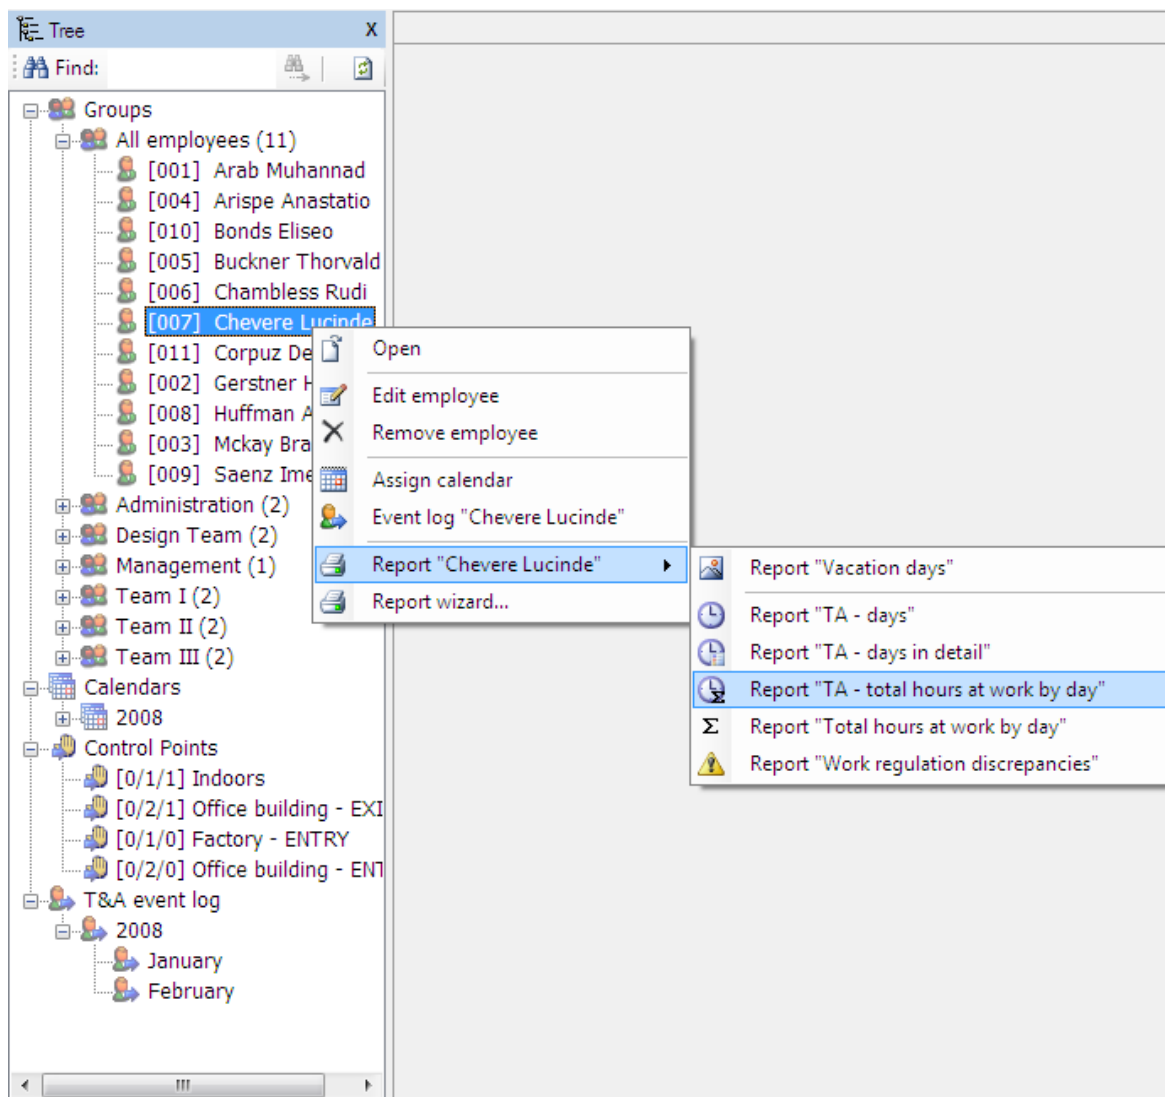 Tree
X
Find:
Groups
All employees (11)
[001] Arab Muhannad
[004] Arispe Anastatio
[010] Bonds Eliseo
[005] Buckner Thorvald
[006] Chambless Rudi
[007] Chevere Lucinde
[011] Corpuz De
[002] Gerstner H
[008] Huffman A
[003] Mckay Bra
[009] Saenz Ime
Administration (2)
Design Team (2)
Management (1)
Team I (2)
Team II (2)
Team III (2)
Calendars
2008
Control Points
[0/1/1] Indoors
[0/2/1] Office building - EXI
[0/1/0] Factory - ENTRY
[0/2/0] Office building - ENT
T&A event log
2008
January
February
Open
Edit employee
Remove employee
Assign calendar
Event log "Chevere Lucinde"
Report "Chevere Lucinde"
Report wizard...
Report "Vacation days"
Report "TA - days"
Report "TA - days in detail"
Report "TA - total hours at work by day"
Σ Report "Total hours at work by day"
Report "Work regulation discrepancies"